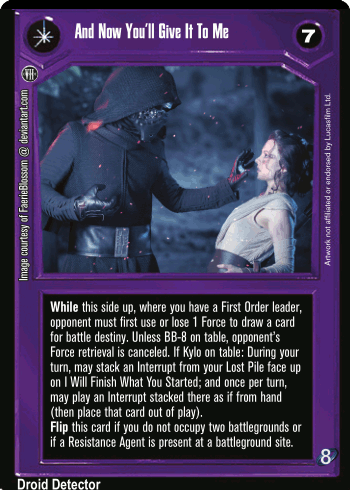 And Now You'll Give It To Me
7
Image courtesy of FaerieBlossom @ deviantart.com
Artwork not affiliated or endorsed by Lucasfilm Ltd.
While this side up, where you have a First Order leader,
opponent must first use or lose 1 Force to draw a card
for battle destiny. Unless BB-8 on table, opponent's
Force retrieval is canceled. If Kylo on table: During your
turn, may stack an Interrupt from your Lost Pile face up
on I Will Finish What You Started; and once per turn,
may play an Interrupt stacked there as if from hand
(then place that card out of play).
Flip this card if you do not occupy two battlegrounds or
if a Resistance Agent is present at a battleground site.
8
Droid Detector